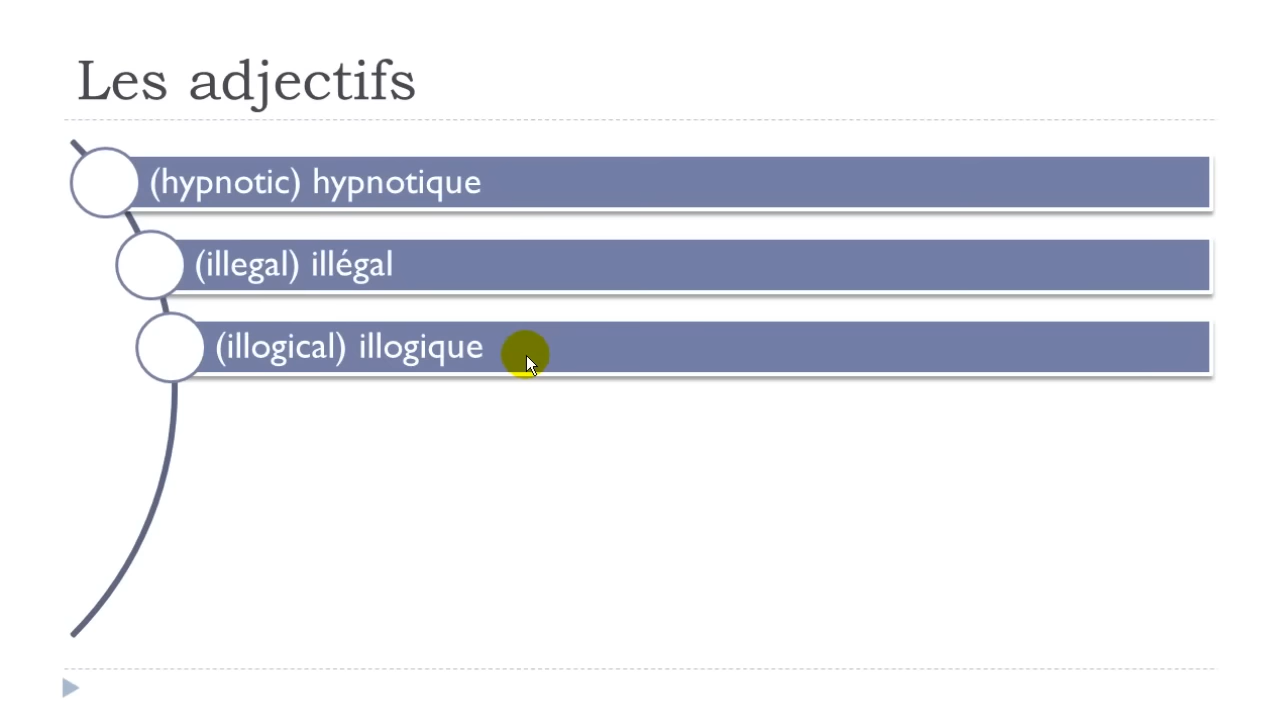 Les adjectifs
(hypnotic) hypnotique
(illegal) illégal
(illogical) illogique